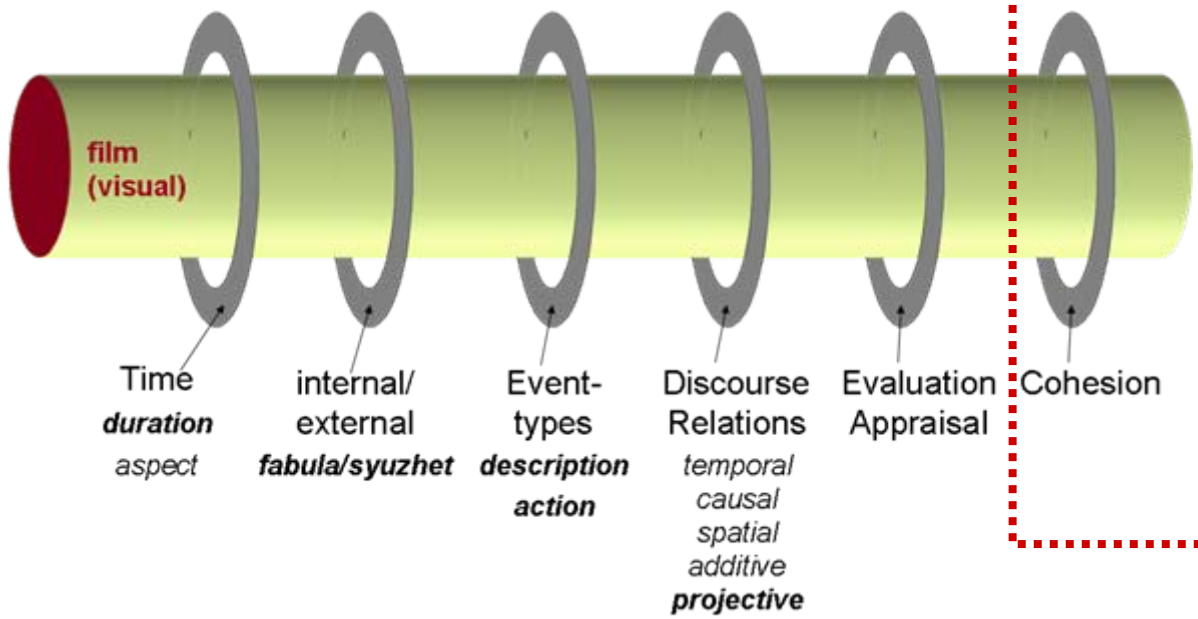 film
(visual)
Time
duration
aspect
internal/
external
fabula/syuzhet
Event-
types
description
action
Discourse
Relations
temporal
causal
spatial
additive
projective
Evaluation
Appraisal
Cohesion